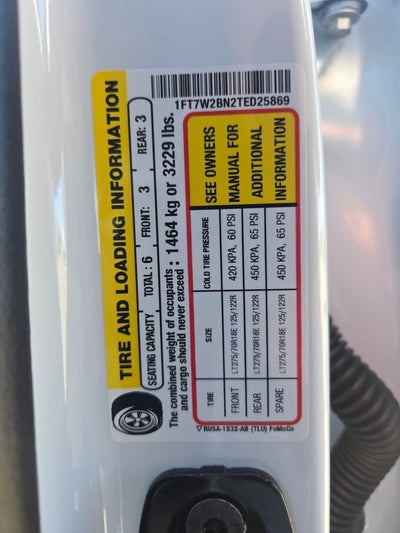 1FT7W2BN2TED25869
TIRE AND LOADING INFORMATION
SEATING CAPACITY TOTAL : 6 FRONT: 3 REAR: 3
The combined weight of occupants
and cargo should never exceed : 1464 kg or 3229 lbs.
TIRE SIZE COLD TIRE PRESSURE
FRONT LT275/70R18E 125/122R 420 KPA, 60 PSI
REAR LT275/70R18E 125/122R 450 KPA, 65 PSI
SPARE LT275/70R18E 125/122R 450 KPA, 65 PSI
SEE OWNERS
MANUAL FOR
ADDITIONAL
INFORMATION
RU5A-1532-AB (TLU) FoMoCo